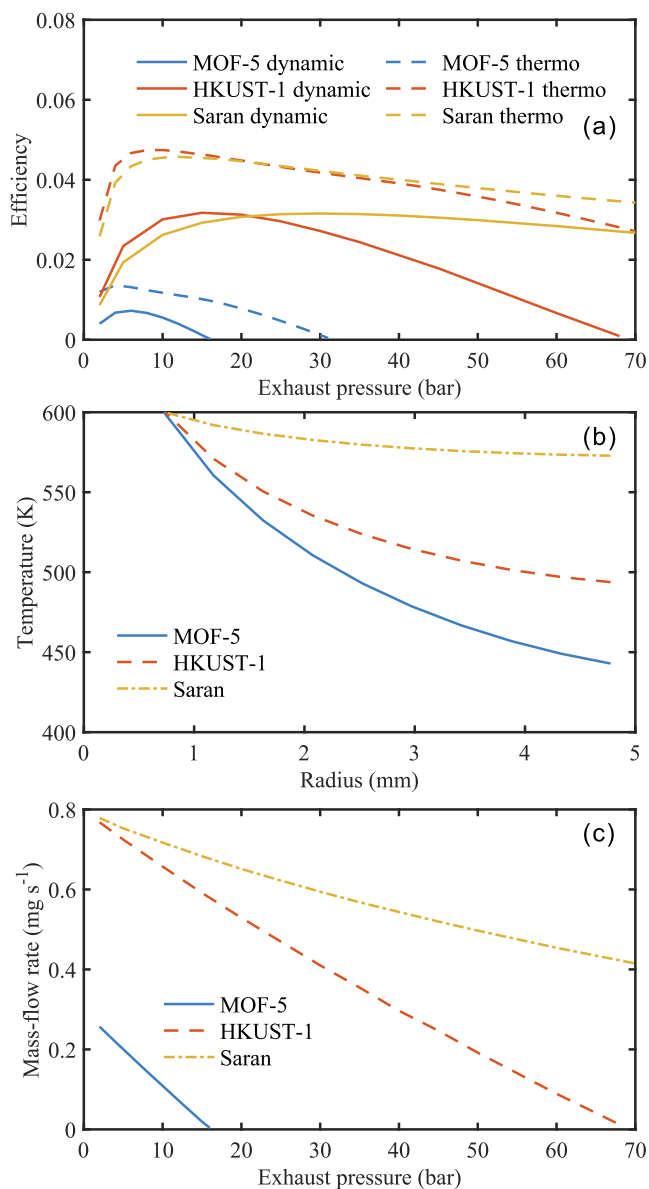 0.08
0.06
0.04
0.02
0
Efficiency
MOF-5 dynamic
HKUST-1 dynamic
Saran dynamic
MOF-5 thermo
HKUST-1 thermo
Saran thermo
(a)
0 10 20 30 40 50 60 70
Exhaust pressure (bar)
600
550
500
450
400
Temperature (K)
(b)
MOF-5
HKUST-1
Saran
0 1 2 3 4 5
Radius (mm)
0.8
0.6
0.4
0.2
0
Mass-flow rate (mg s⁻¹)
(c)
MOF-5
HKUST-1
Saran
0 10 20 30 40 50 60 70
Exhaust pressure (bar)